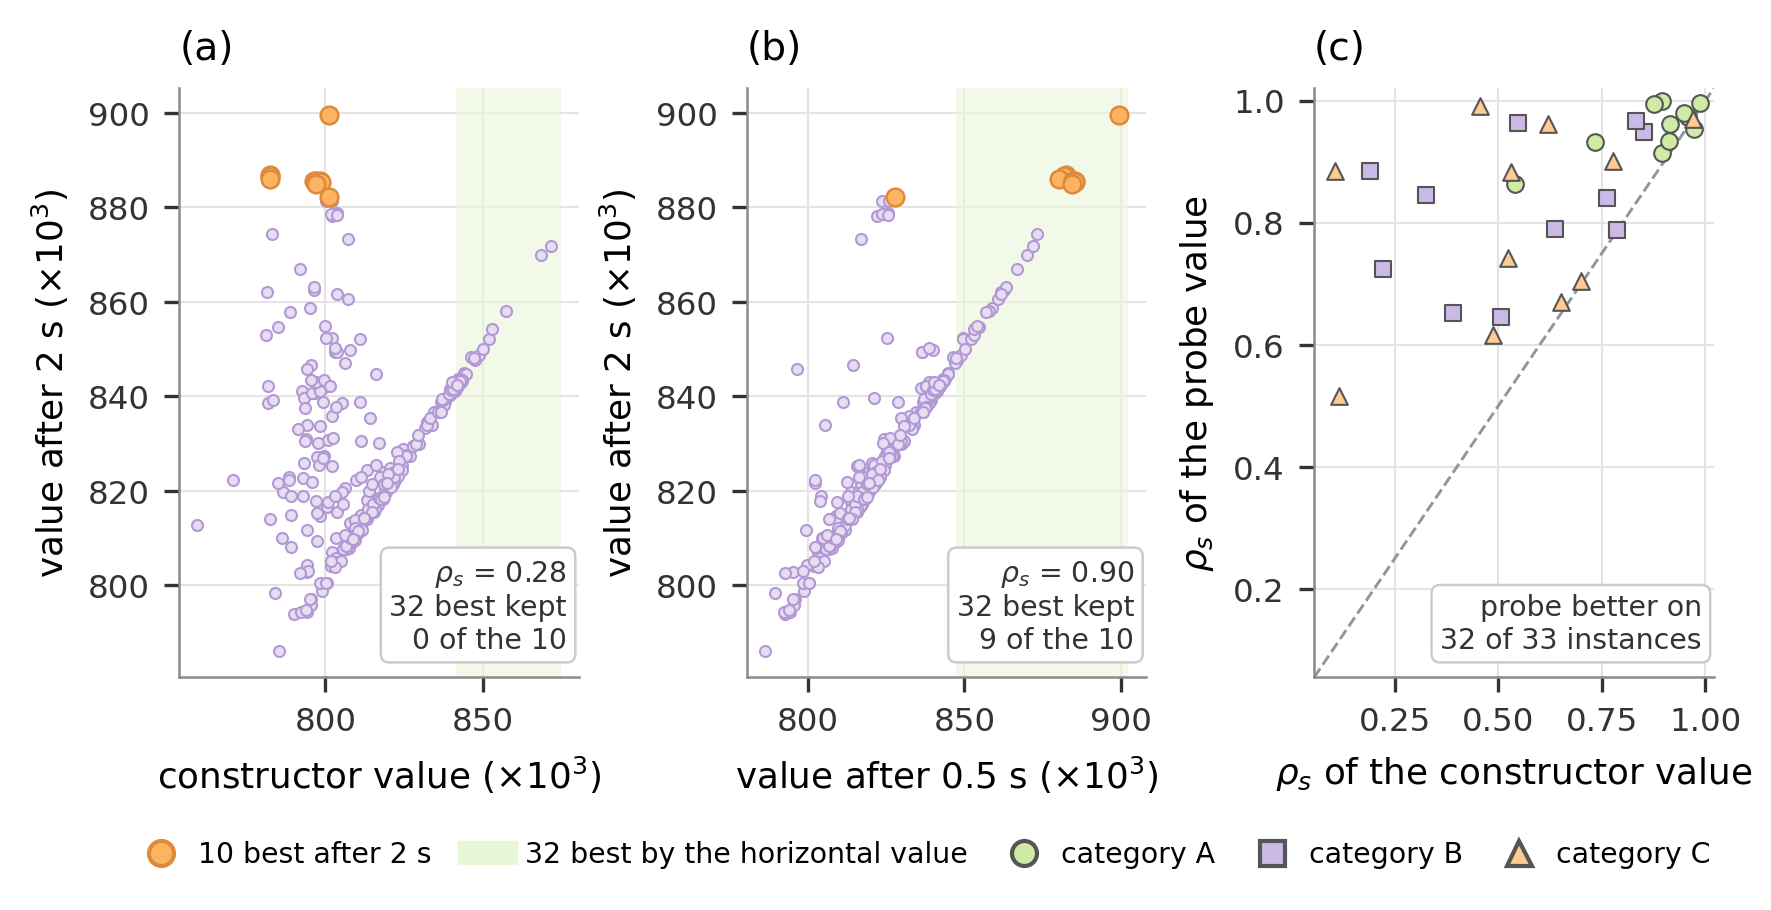 (a)
(b)
(c)
value after 2 s (×10³)
900
880
860
840
820
800
ρₛ = 0.28
32 best kept
0 of the 10
800
850
constructor value (×10³)
value after 2 s (×10³)
900
880
860
840
820
800
ρₛ = 0.90
32 best kept
9 of the 10
800
850
900
value after 0.5 s (×10³)
ρₛ of the probe value
1.0
0.8
0.6
0.4
0.2
probe better on
32 of 33 instances
0.25
0.50
0.75
1.00
ρₛ of the constructor value
10 best after 2 s
32 best by the horizontal value
category A
category B
category C